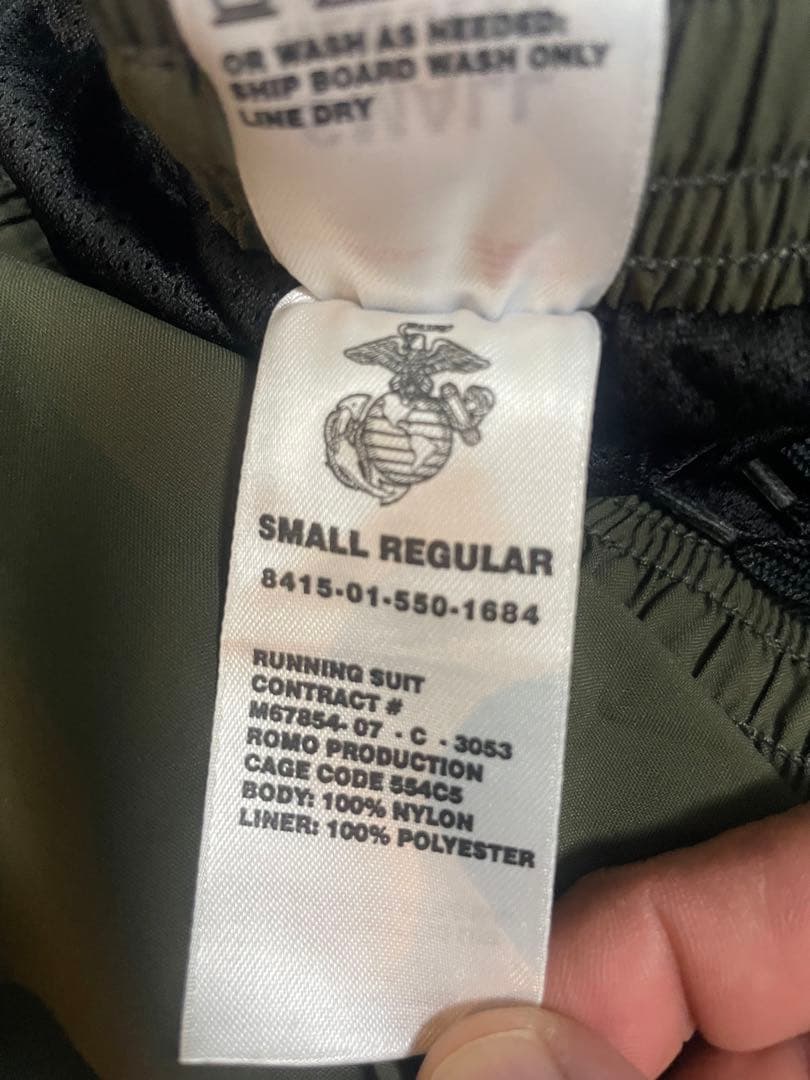 OR WASH AS NEEDED;
SHIP BOARD WASH ONLY
LINE DRY
SMALL REGULAR
8415-01-550-1684
RUNNING SUIT
CONTRACT #
M67854-07 - C - 3053
ROMO PRODUCTION
CAGE CODE 554C5
BODY: 100% NYLON
LINER: 100% POLYESTER